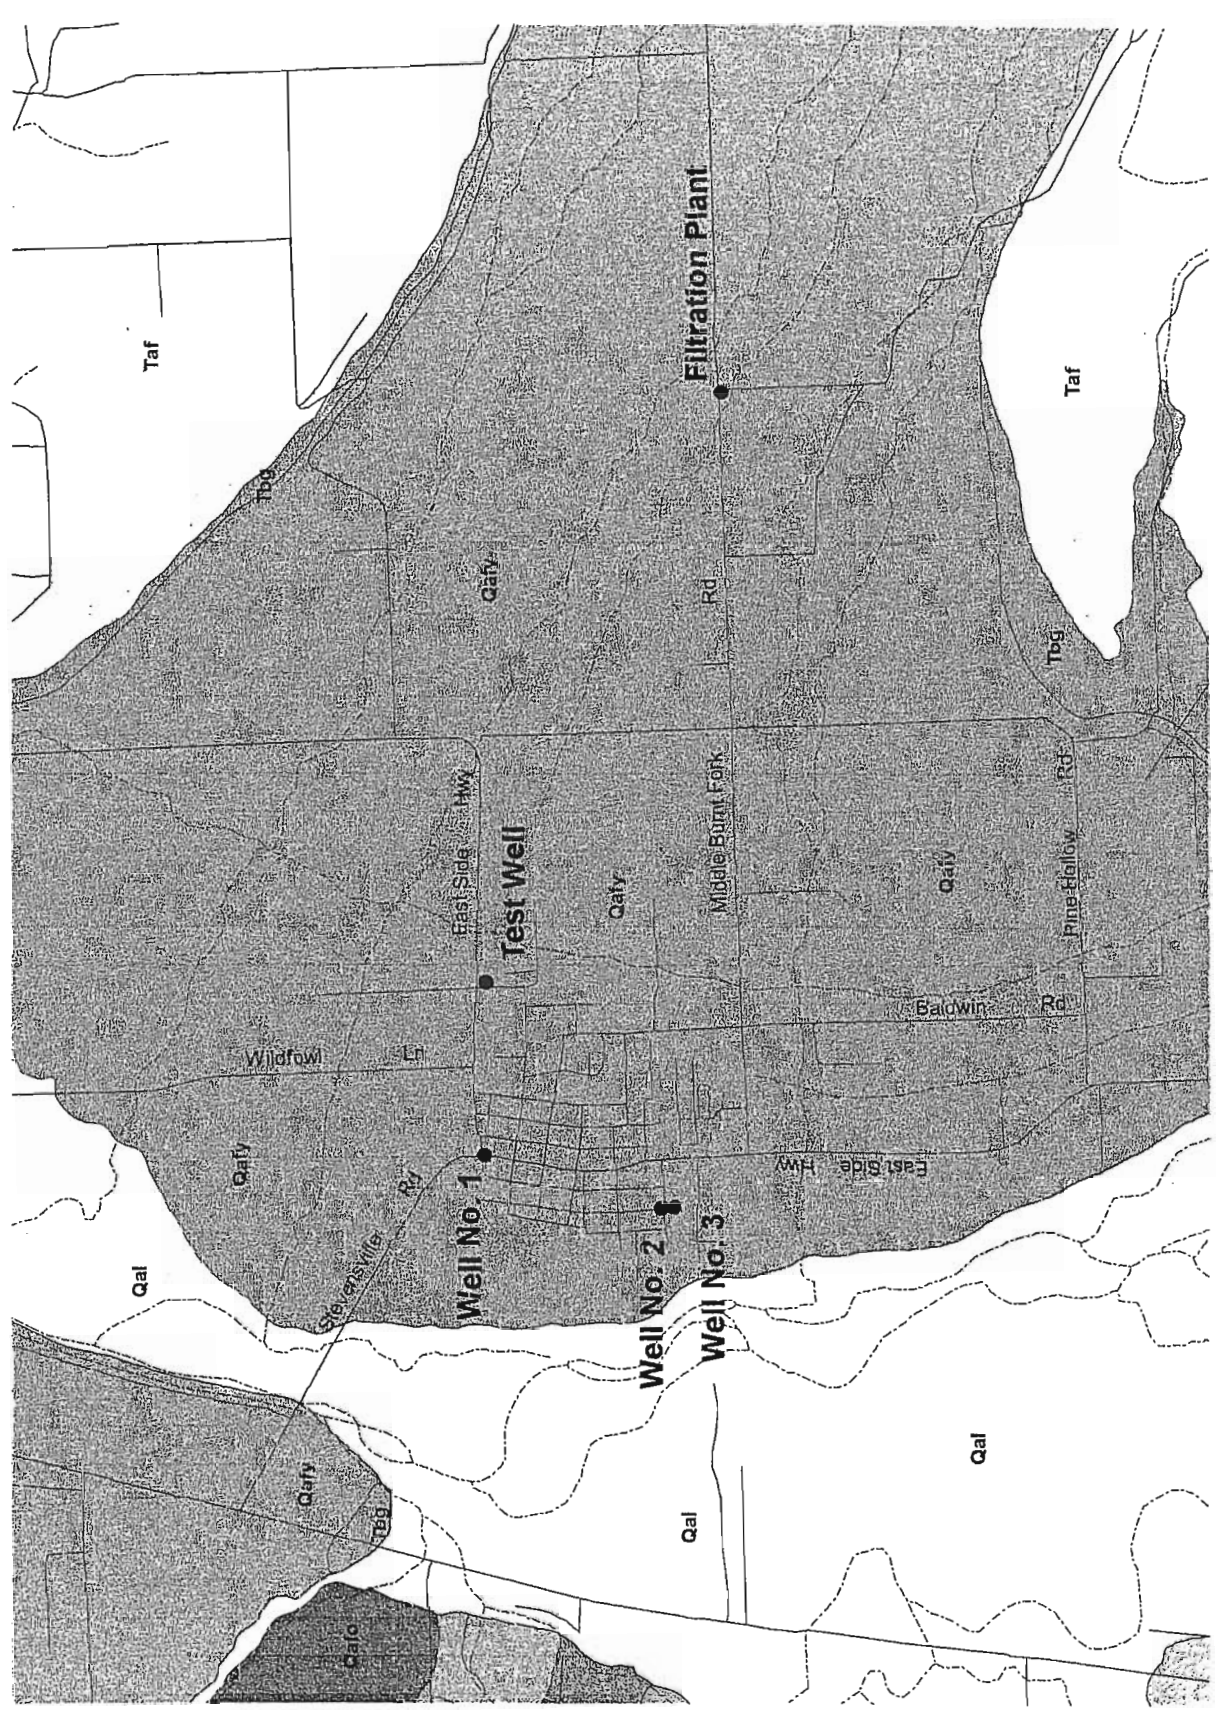 Taf
Filtration Plant
Taf
Tbg
Qafy
Rd
Tbg
East Side Hwy
Middle Burnt Fork
Rd
Test Well
Qafy
Qafy
Pine Hollow
Baldwin Rd
Wildfowl Ln
Qafy
Rd
East Side Hwy
Well No. 1
Stevensville
Well No. 2
Well No. 3
Qal
Qal
Qafy
Tbg
Qal
Qafo